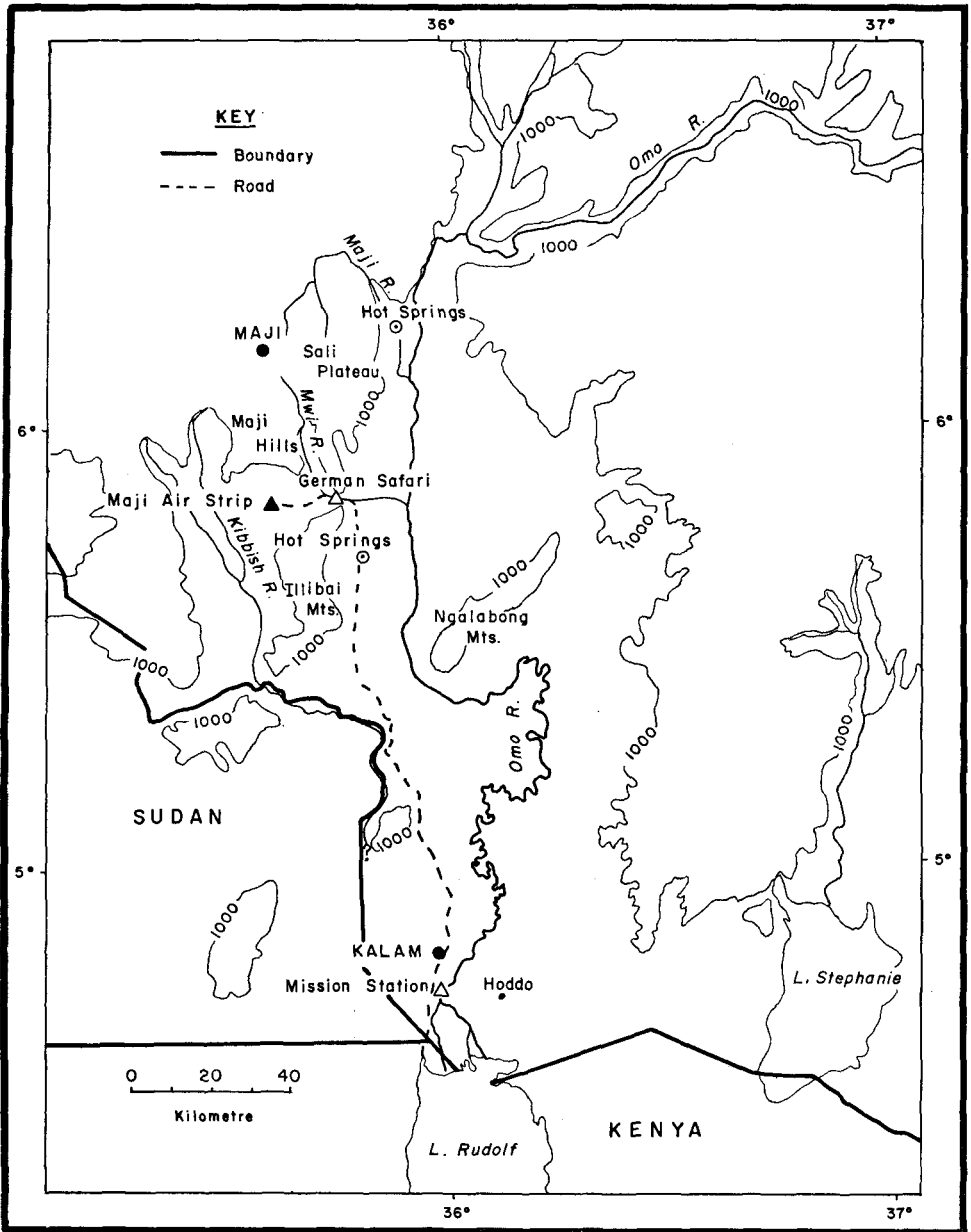 36°
37°
KEY
Boundary
Road
1000
1000
Omo R.
1000
1000
Maji R.
Hot Springs
MAJI
Sali
Plateau
1000
Mwi R.
6°
6°
Maji
Hills
German Safari
Maji Air Strip
1000
Hot Springs
Kibbish R.
1000
Illibai
Mts.
Ngalabong
Mts.
1000
1000
1000
Omo R.
1000
1000
SUDAN
1000
5°
5°
1000
KALAM
Mission Station
Hoddo
L. Stephanie
0 20 40
Kilometre
KENYA
L. Rudolf
36°
37°